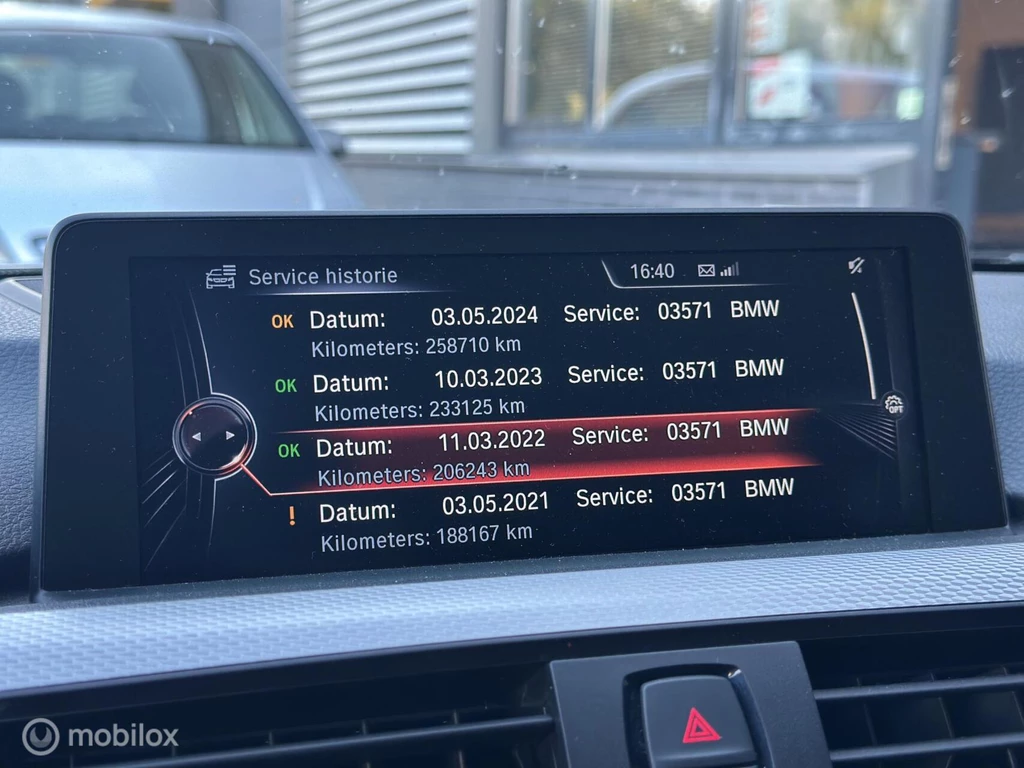 Service historie 16:40
OK Datum: 03.05.2024 Service: 03571 BMW
Kilometers: 258710 km
OK Datum: 10.03.2023 Service: 03571 BMW
Kilometers: 233125 km
OK Datum: 11.03.2022 Service: 03571 BMW
Kilometers: 206243 km
! Datum: 03.05.2021 Service: 03571 BMW
Kilometers: 188167 km
OPT
mobilox